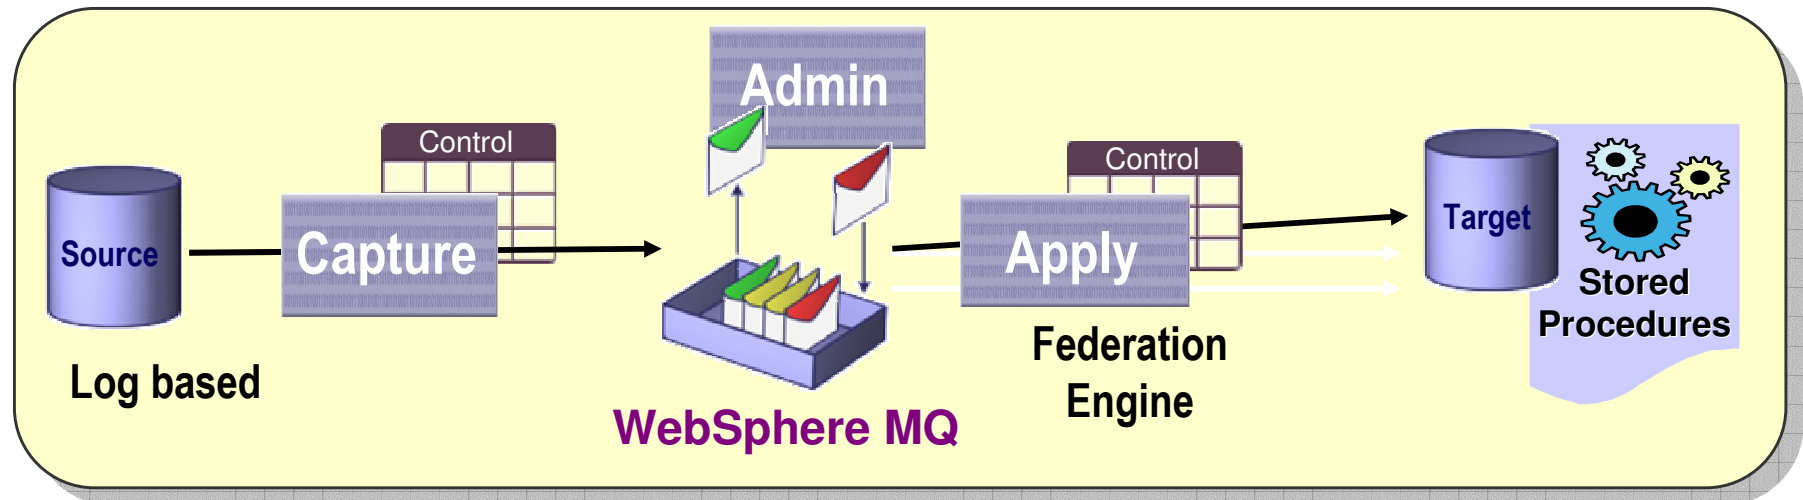 Admin
Control
Control
Source
Capture
Apply
Target
Stored
Procedures
Log based
WebSphere MQ
Federation
Engine